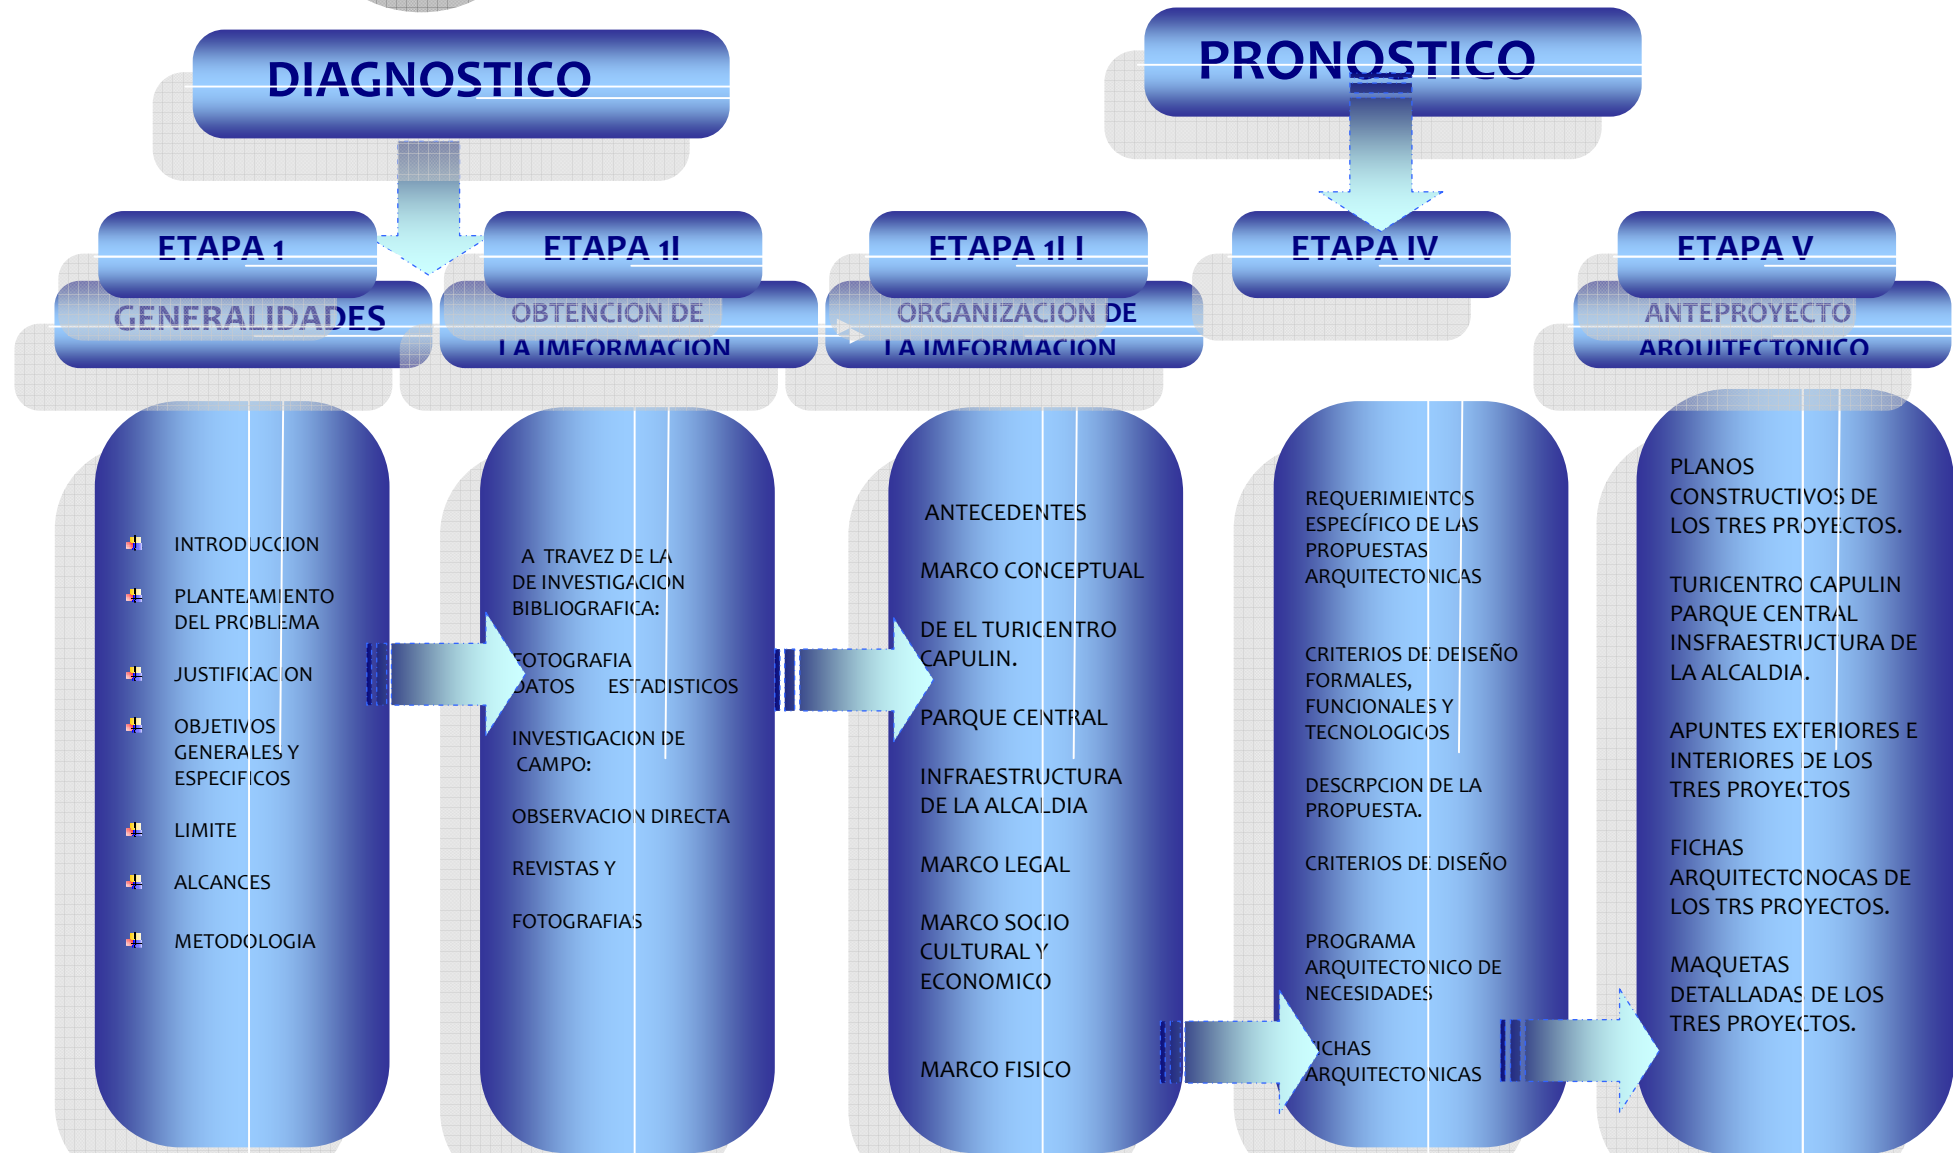 DIAGNOSTICO
PRONOSTICO
ETAPA 1
GENERALIDADES
INTRODUCCION
PLANTEAMIENTO
DEL PROBLEMA
JUSTIFICACION
OBJETIVOS
GENERALES Y
ESPECIFICOS
LIMITE
ALCANCES
METODOLOGIA
ETAPA 1I
OBTENCION DE
LA IMFORMACION
A TRAVEZ DE LA
DE INVESTIGACION
BIBLIOGRAFICA:
FOTOGRAFIA
DATOS ESTADISTICOS
INVESTIGACION DE
CAMPO:
OBSERVACION DIRECTA
REVISTAS Y
FOTOGRAFIAS
ETAPA 1I I
ORGANIZACION DE
LA IMFORMACION
ANTECEDENTES
MARCO CONCEPTUAL
DE EL TURICENTRO
CAPULIN.
PARQUE CENTRAL
INFRAESTRUCTURA
DE LA ALCALDIA
MARCO LEGAL
MARCO SOCIO
CULTURAL Y
ECONOMICO
MARCO FISICO
ETAPA IV
REQUERIMIENTOS
ESPECÍFICO DE LAS
PROPUESTAS
ARQUITECTONICAS
CRITERIOS DE DEISEÑO
FORMALES,
FUNCIONALES Y
TECNOLOGICOS
DESCRPCION DE LA
PROPUESTA.
CRITERIOS DE DISEÑO
PROGRAMA
ARQUITECTONICO DE
NECESIDADES
FICHAS
ARQUITECTONICAS
ETAPA V
ANTEPROYECTO
ARQUITECTONICO
PLANOS
CONSTRUCTIVOS DE
LOS TRES PROYECTOS.
TURICENTRO CAPULIN
PARQUE CENTRAL
INSFRAESTRUCTURA DE
LA ALCALDIA.
APUNTES EXTERIORES E
INTERIORES DE LOS
TRES PROYECTOS
FICHAS
ARQUITECTONOCAS DE
LOS TRS PROYECTOS.
MAQUETAS
DETALLADAS DE LOS
TRES PROYECTOS.